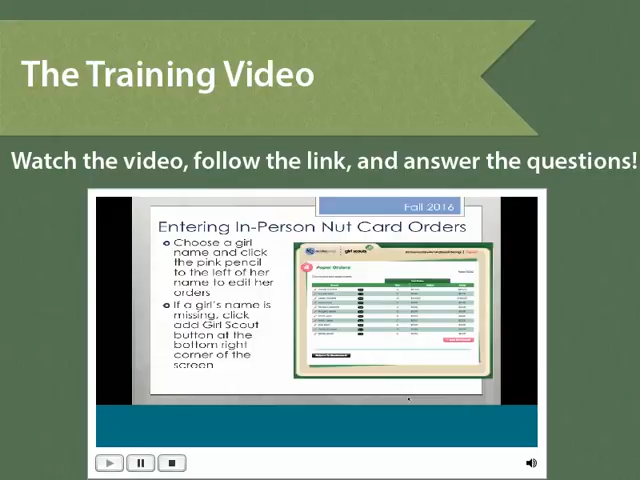 The Training Video
Watch the video, follow the link, and answer the questions!
Fall 2016
Entering In-Person Nut Card Orders
Choose a girl
name and click
the pink pencil
to the left of her
name to edit her
orders
If a girl's name is
missing, click
add Girl Scout
button at the
bottom right
corner of the
screen
girl scouts
Paper Orders